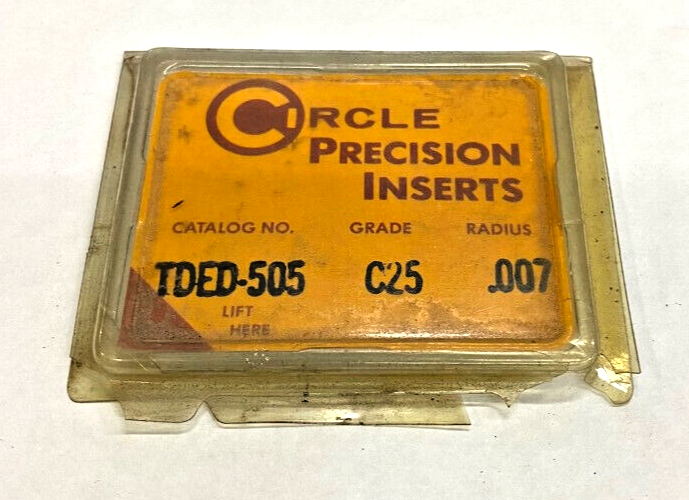 CIRCLE
PRECISION
INSERTS
CATALOG NO. GRADE RADIUS
TDED-505 C25 .007
LIFT
HERE